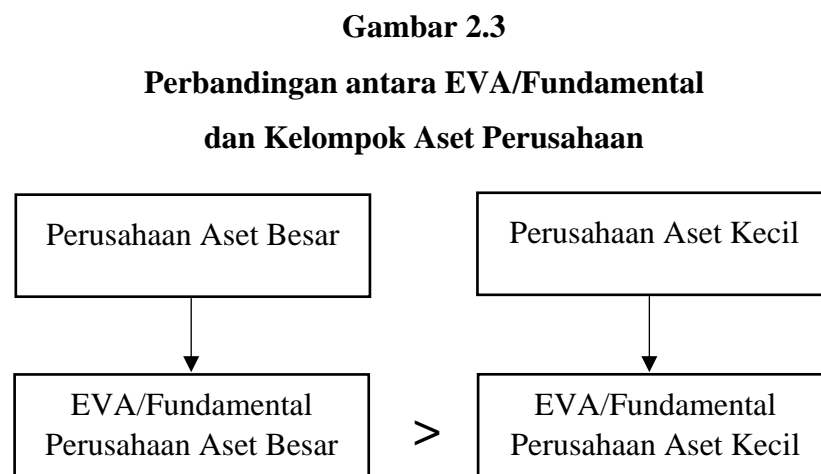 Gambar 2.3
Perbandingan antara EVA/Fundamental
dan Kelompok Aset Perusahaan
Perusahaan Aset Besar
Perusahaan Aset Kecil
EVA/Fundamental
Perusahaan Aset Besar
>
EVA/Fundamental
Perusahaan Aset Kecil